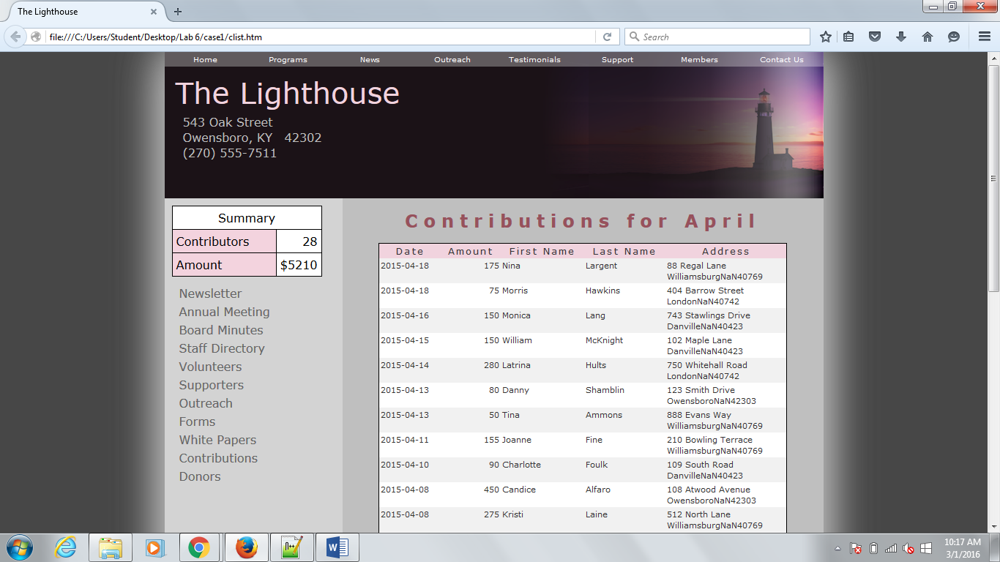 The Lighthouse
file:///C:/Users/Student/Desktop/Lab 6/case1/clist.htm
Search
Home Programs News Outreach Testimonials Support Members Contact Us
The Lighthouse
543 Oak Street
Owensboro, KY 42302
(270) 555-7511
Summary
Contributors 28
Amount $5210
Newsletter
Annual Meeting
Board Minutes
Staff Directory
Volunteers
Supporters
Outreach
Forms
White Papers
Contributions
Donors
Contributions for April
Date Amount First Name Last Name Address
2015-04-18 175 Nina Largent 88 Regal Lane
WilliamsburgNaN40769
2015-04-18 75 Morris Hawkins 404 Barrow Street
LondonNaN40742
2015-04-16 150 Monica Lang 743 Stawlings Drive
DanvilleNaN40423
2015-04-15 150 William McKnight 102 Maple Lane
DanvilleNaN40423
2015-04-14 280 Latrina Hults 750 Whitehall Road
LondonNaN40742
2015-04-13 80 Danny Shamblin 123 Smith Drive
OwensboroNaN42303
2015-04-13 50 Tina Ammons 888 Evans Way
WilliamsburgNaN40769
2015-04-11 155 Joanne Fine 210 Bowling Terrace
WilliamsburgNaN40769
2015-04-10 90 Charlotte Foulk 109 South Road
DanvilleNaN40423
2015-04-08 450 Candice Alfaro 108 Atwood Avenue
OwensboroNaN42303
2015-04-08 275 Kristi Laine 512 North Lane
WilliamsburgNaN40769
10:17 AM
3/1/2016